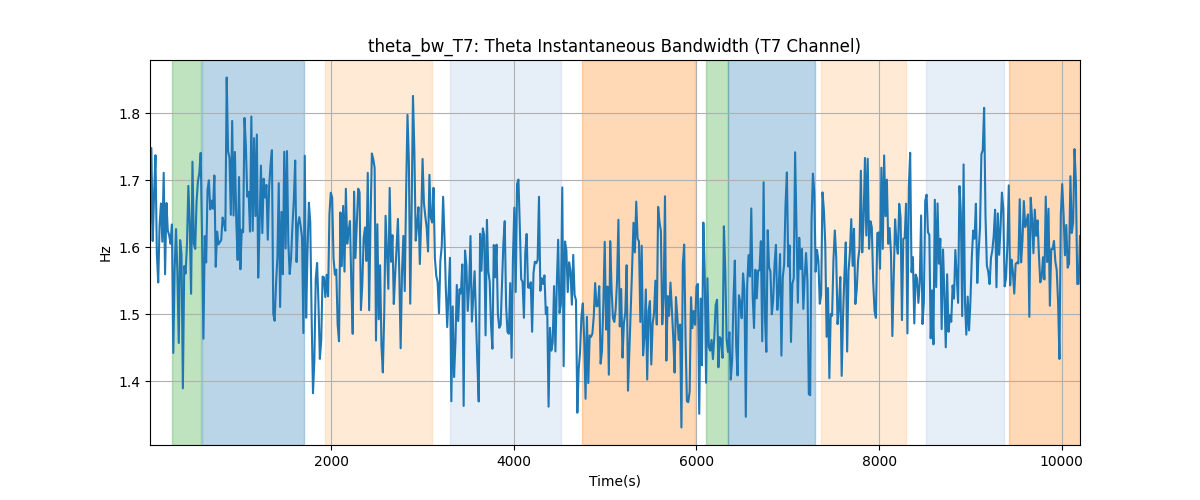 theta_bw_T7: Theta Instantaneous Bandwidth (T7 Channel)
Hz
1.8
1.7
1.6
1.5
1.4
2000 4000 6000 8000 10000
Time(s)